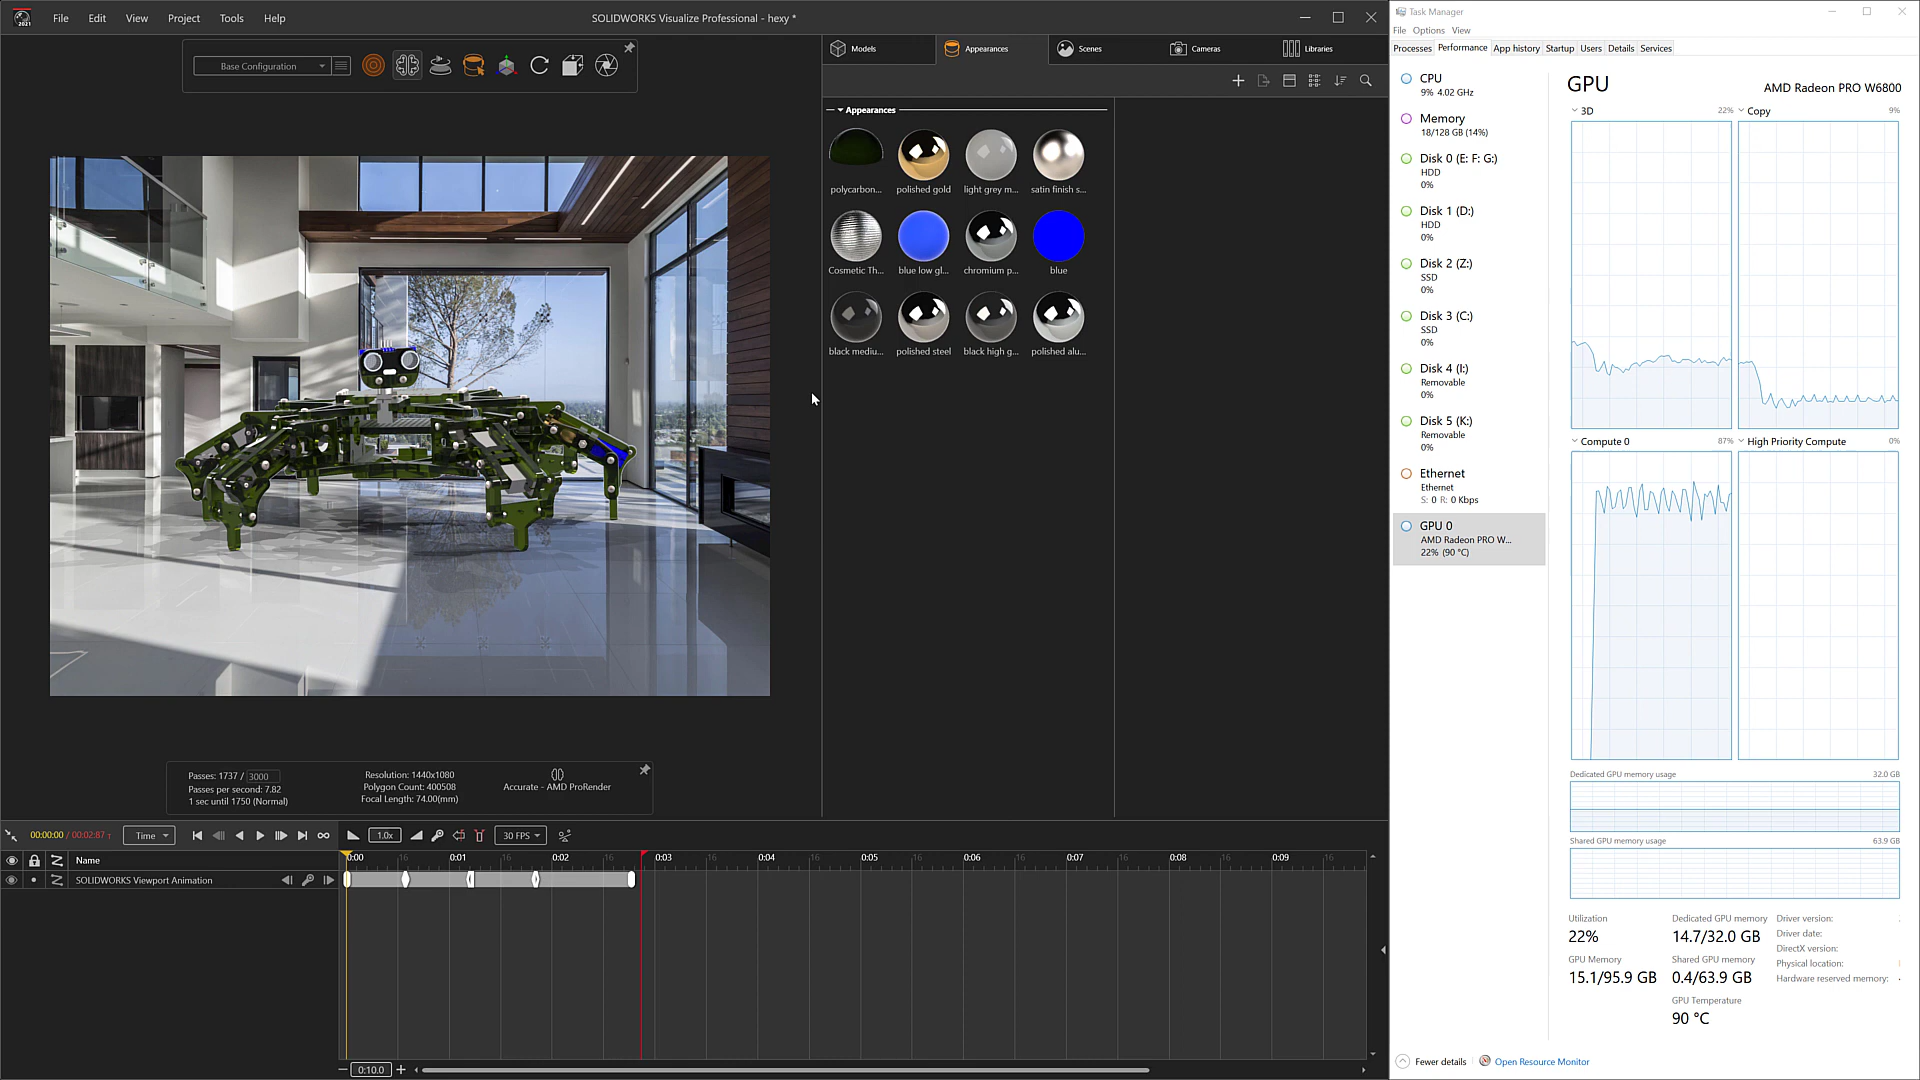 2021
File Edit View Project Tools Help
SOLIDWORKS Visualize Professional - hexy *
Base Configuration
Models Appearances Scenes Cameras Libraries
Appearances
polycarbon... polished gold light grey m... satin finish s...
Cosmetic Th... blue low gl... chromium p... blue
black mediu... polished steel black high g... polished alu...
Passes: 1737 / 3000
Passes per second: 7.82
1 sec until 1750 (Normal)
Resolution: 1440x1080
Polygon Count: 400508
Focal Length: 74.00(mm)
Accurate - AMD ProRender
00:00:00 / 00:02:87 T
Time
1.0x
30 FPS
0:00 16 0:01 16 0:02 16 0:03 16 0:04 16 0:05 16 0:06 16 0:07 16 0:08 16 0:09 16
Name
SOLIDWORKS Viewport Animation
0:10.0
Task Manager
File Options View
Processes Performance App history Startup Users Details Services
CPU
9% 4.02 GHz
Memory
18/128 GB (14%)
Disk 0 (E: F: G:)
HDD
0%
Disk 1 (D:)
HDD
0%
Disk 2 (Z:)
SSD
0%
Disk 3 (C:)
SSD
0%
Disk 4 (I:)
Removable
0%
Disk 5 (K:)
Removable
0%
Ethernet
Ethernet
S: 0 R: 0 Kbps
GPU 0
AMD Radeon PRO W...
22% (90 °C)
GPU
AMD Radeon PRO W6800
3D 22%
Copy 9%
Compute 0 87%
High Priority Compute 0%
Dedicated GPU memory usage 32.0 GB
Shared GPU memory usage 63.9 GB
Utilization
22%
Dedicated GPU memory
14.7/32.0 GB
GPU Memory
15.1/95.9 GB
Shared GPU memory
0.4/63.9 GB
GPU Temperature
90 °C
Driver version:
Driver date:
DirectX version:
Physical location:
Hardware reserved memory:
Fewer details
Open Resource Monitor